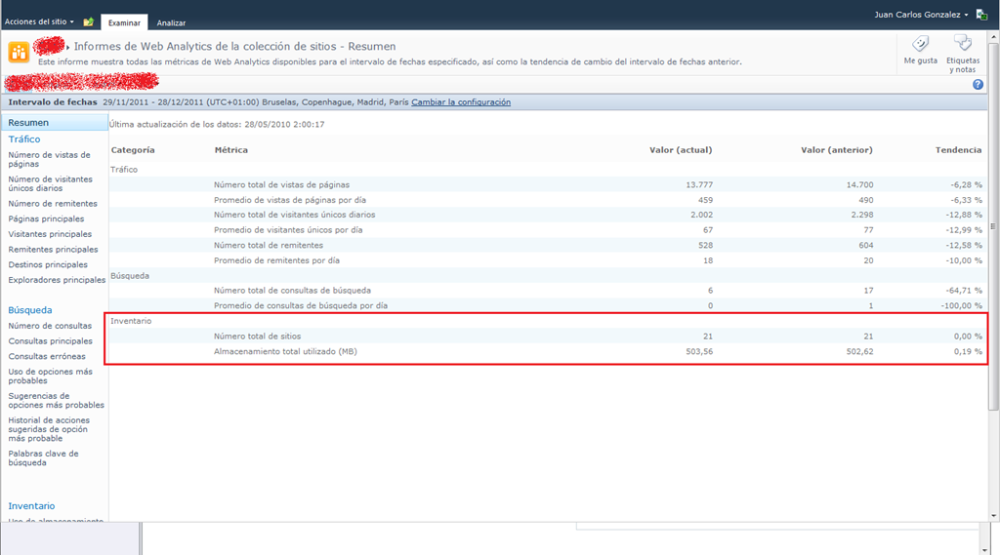 Juan Carlos Gonzalez
Acciones del sitio
Examinar
Analizar
Informes de Web Analytics de la colección de sitios - Resumen
Este informe muestra todas las métricas de Web Analytics disponibles para el intervalo de fechas especificado, así como la tendencia de cambio del intervalo de fechas anterior.
Me gusta
Etiquetas
y notas
Intervalo de fechas 29/11/2011 - 28/12/2011 (UTC+01:00) Bruselas, Copenhague, Madrid, París Cambiar la configuración
Resumen
Tráfico
Número de vistas de
páginas
Número de visitantes
únicos diarios
Número de remitentes
Páginas principales
Visitantes principales
Remitentes principales
Destinos principales
Exploradores principales
Búsqueda
Número de consultas
Consultas principales
Consultas erróneas
Uso de opciones más
probables
Sugerencias de
opciones más probables
Historial de acciones
sugeridas de opción
más probable
Palabras clave de
búsqueda
Inventario
Uso de almacenamiento
Última actualización de los datos: 28/05/2010 2:00:17
Categoría Métrica Valor (actual) Valor (anterior) Tendencia
Tráfico
Número total de vistas de páginas 13.777 14.700 -6,28 %
Promedio de vistas de páginas por día 459 490 -6,33 %
Número total de visitantes únicos diarios 2.002 2.298 -12,88 %
Promedio de visitantes únicos por día 67 77 -12,99 %
Número total de remitentes 528 604 -12,58 %
Promedio de remitentes por día 18 20 -10,00 %
Búsqueda
Número total de consultas de búsqueda 6 17 -64,71 %
Promedio de consultas de búsqueda por día 0 1 -100,00 %
Inventario
Número total de sitios 21 21 0,00 %
Almacenamiento total utilizado (MB) 503,56 502,62 0,19 %